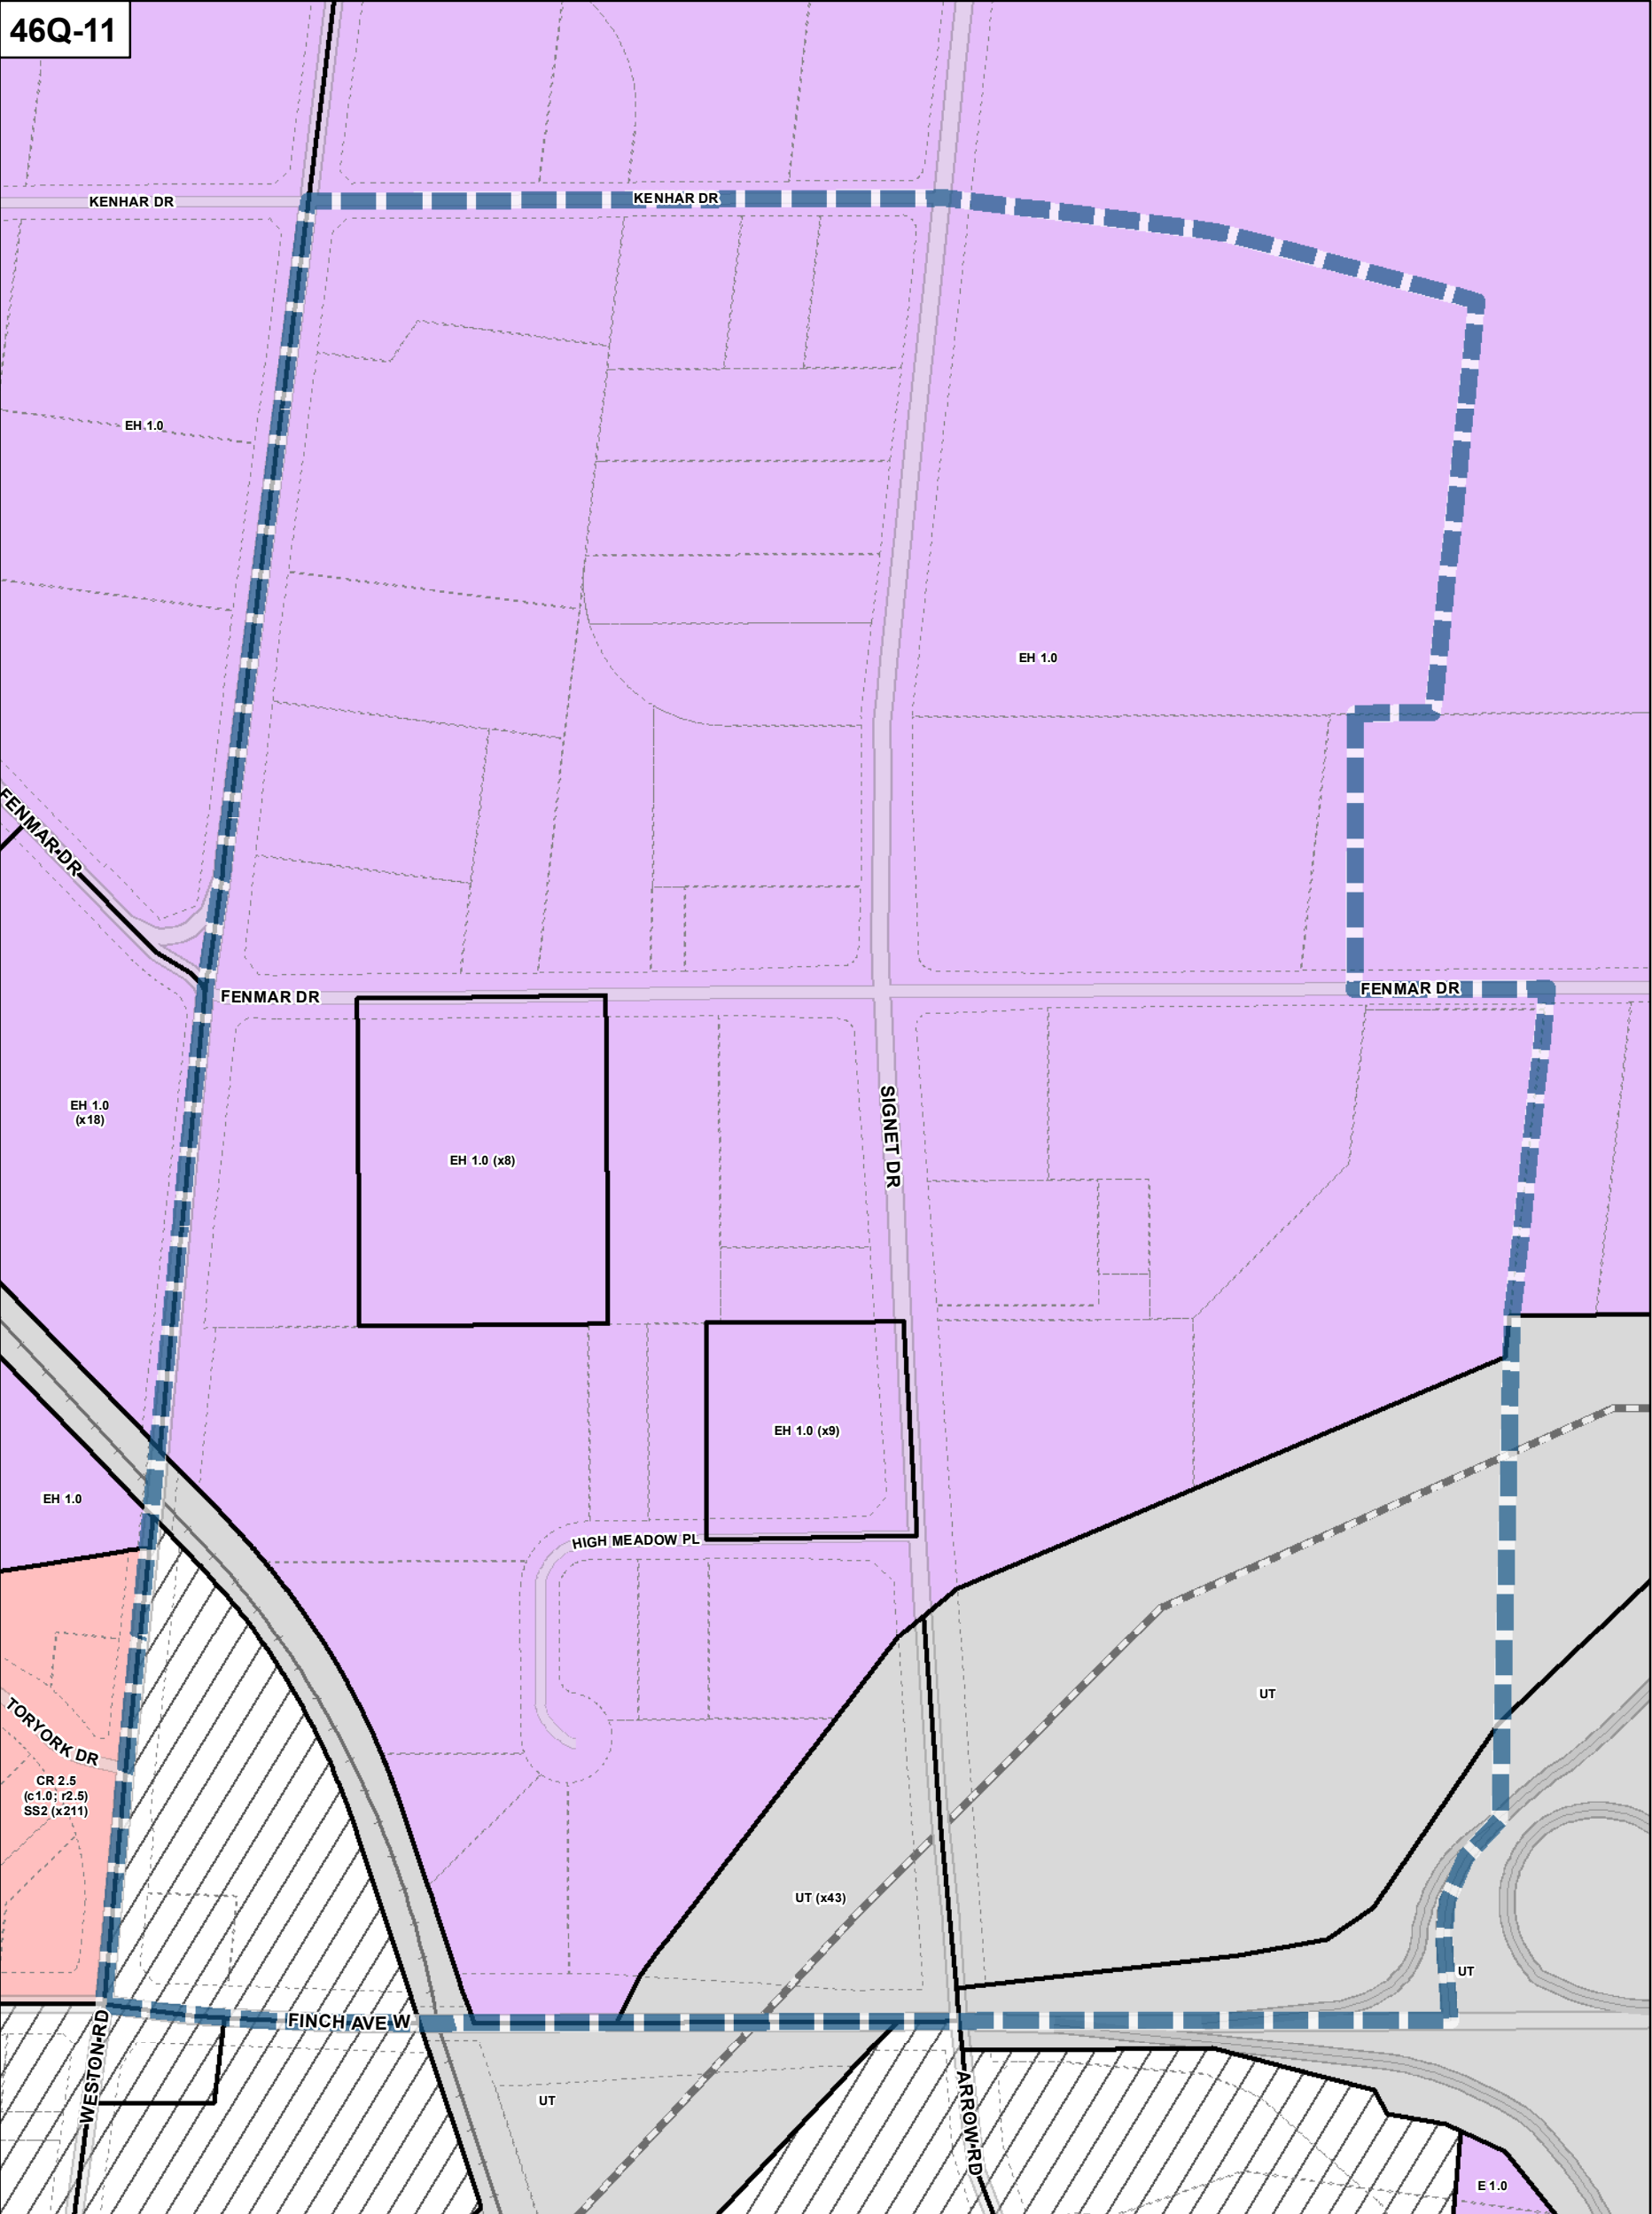 46Q-11
KENHAR DR
KENHAR DR
EH 1.0
EH 1.0
FENMAR DR
FENMAR DR
FENMAR DR
EH 1.0
(x18)
EH 1.0 (x8)
SIGNET DR
EH 1.0 (x9)
EH 1.0
HIGH MEADOW PL
UT
TORYORK DR
CR 2.5
(c1.0; r2.5)
SS2 (x211)
UT (x43)
UT
FINCH AVE W
WESTON RD
UT
ARROW RD
E 1.0